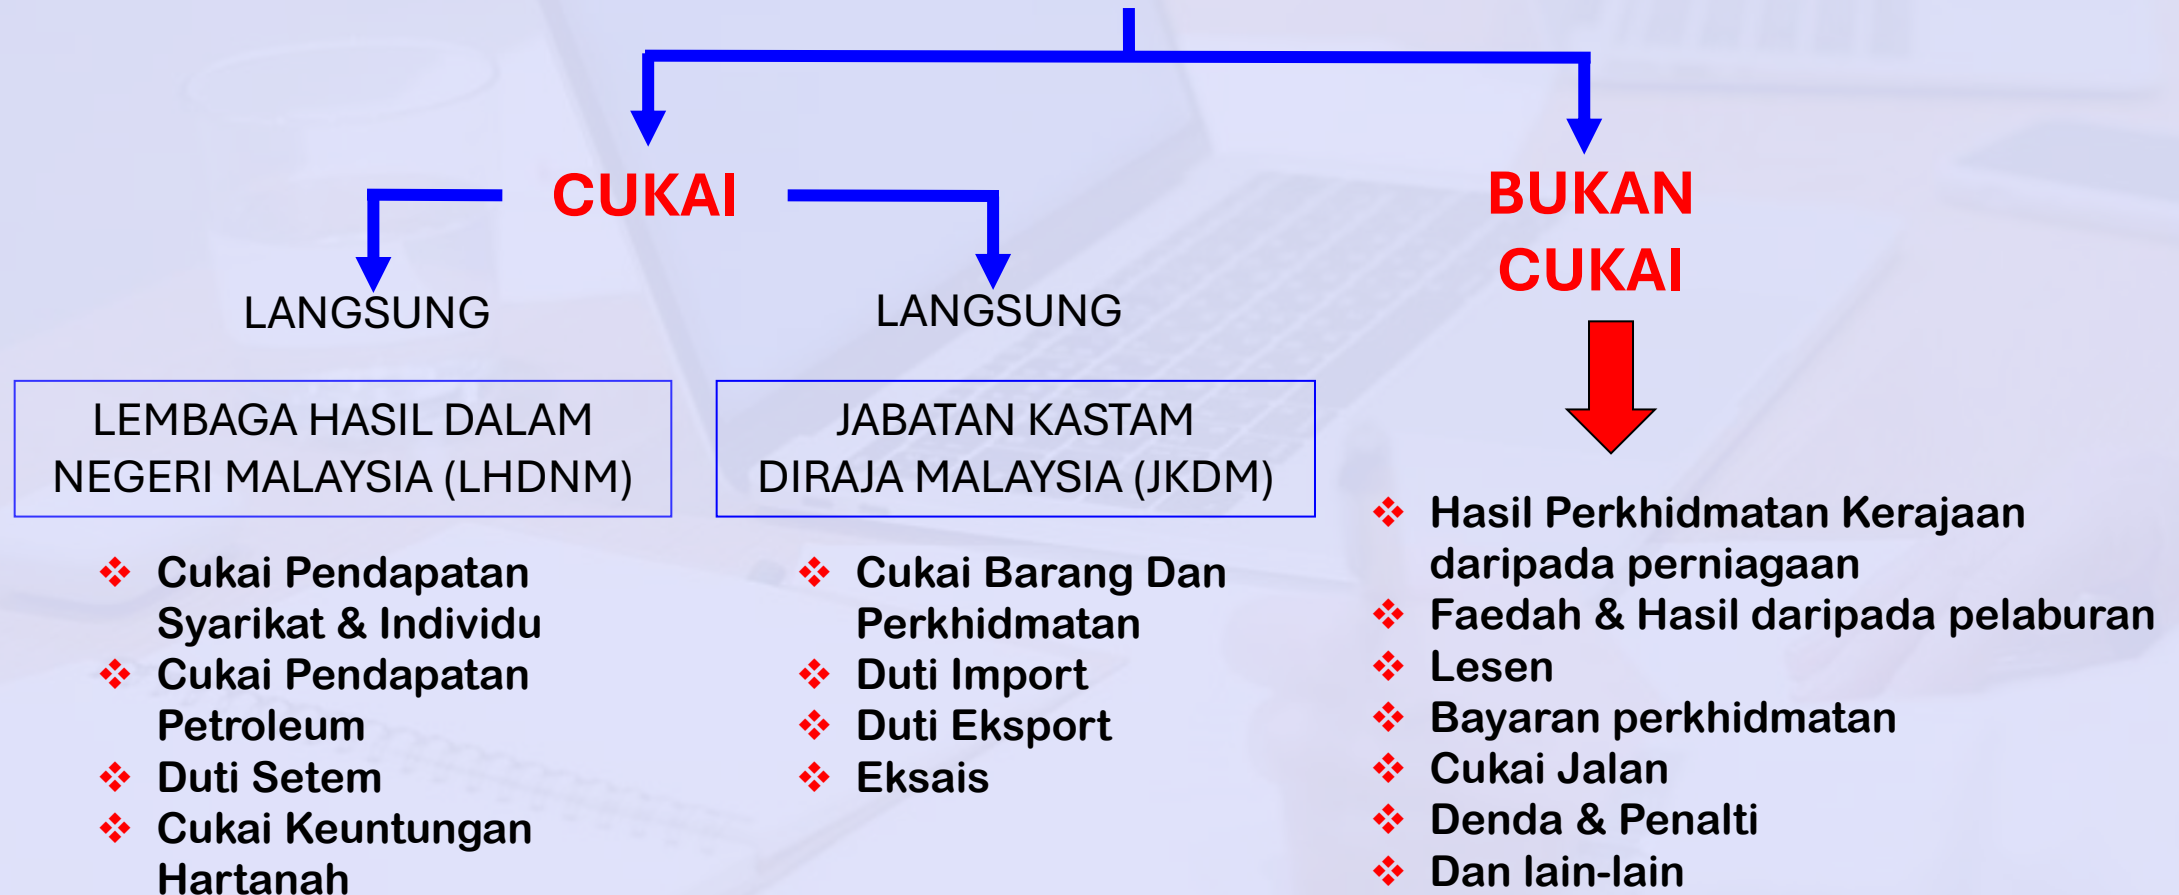 CUKAI
LANGSUNG
LEMBAGA HASIL DALAM
NEGERI MALAYSIA (LHDNM)
❖ Cukai Pendapatan
Syarikat & Individu
❖ Cukai Pendapatan
Petroleum
❖ Duti Setem
❖ Cukai Keuntungan
Hartanah
LANGSUNG
JABATAN KASTAM
DIRAJA MALAYSIA (JKDM)
❖ Cukai Barang Dan
Perkhidmatan
❖ Duti Import
❖ Duti Eksport
❖ Eksais
BUKAN
CUKAI
❖ Hasil Perkhidmatan Kerajaan
daripada perniagaan
❖ Faedah & Hasil daripada pelaburan
❖ Lesen
❖ Bayaran perkhidmatan
❖ Cukai Jalan
❖ Denda & Penalti
❖ Dan lain-lain